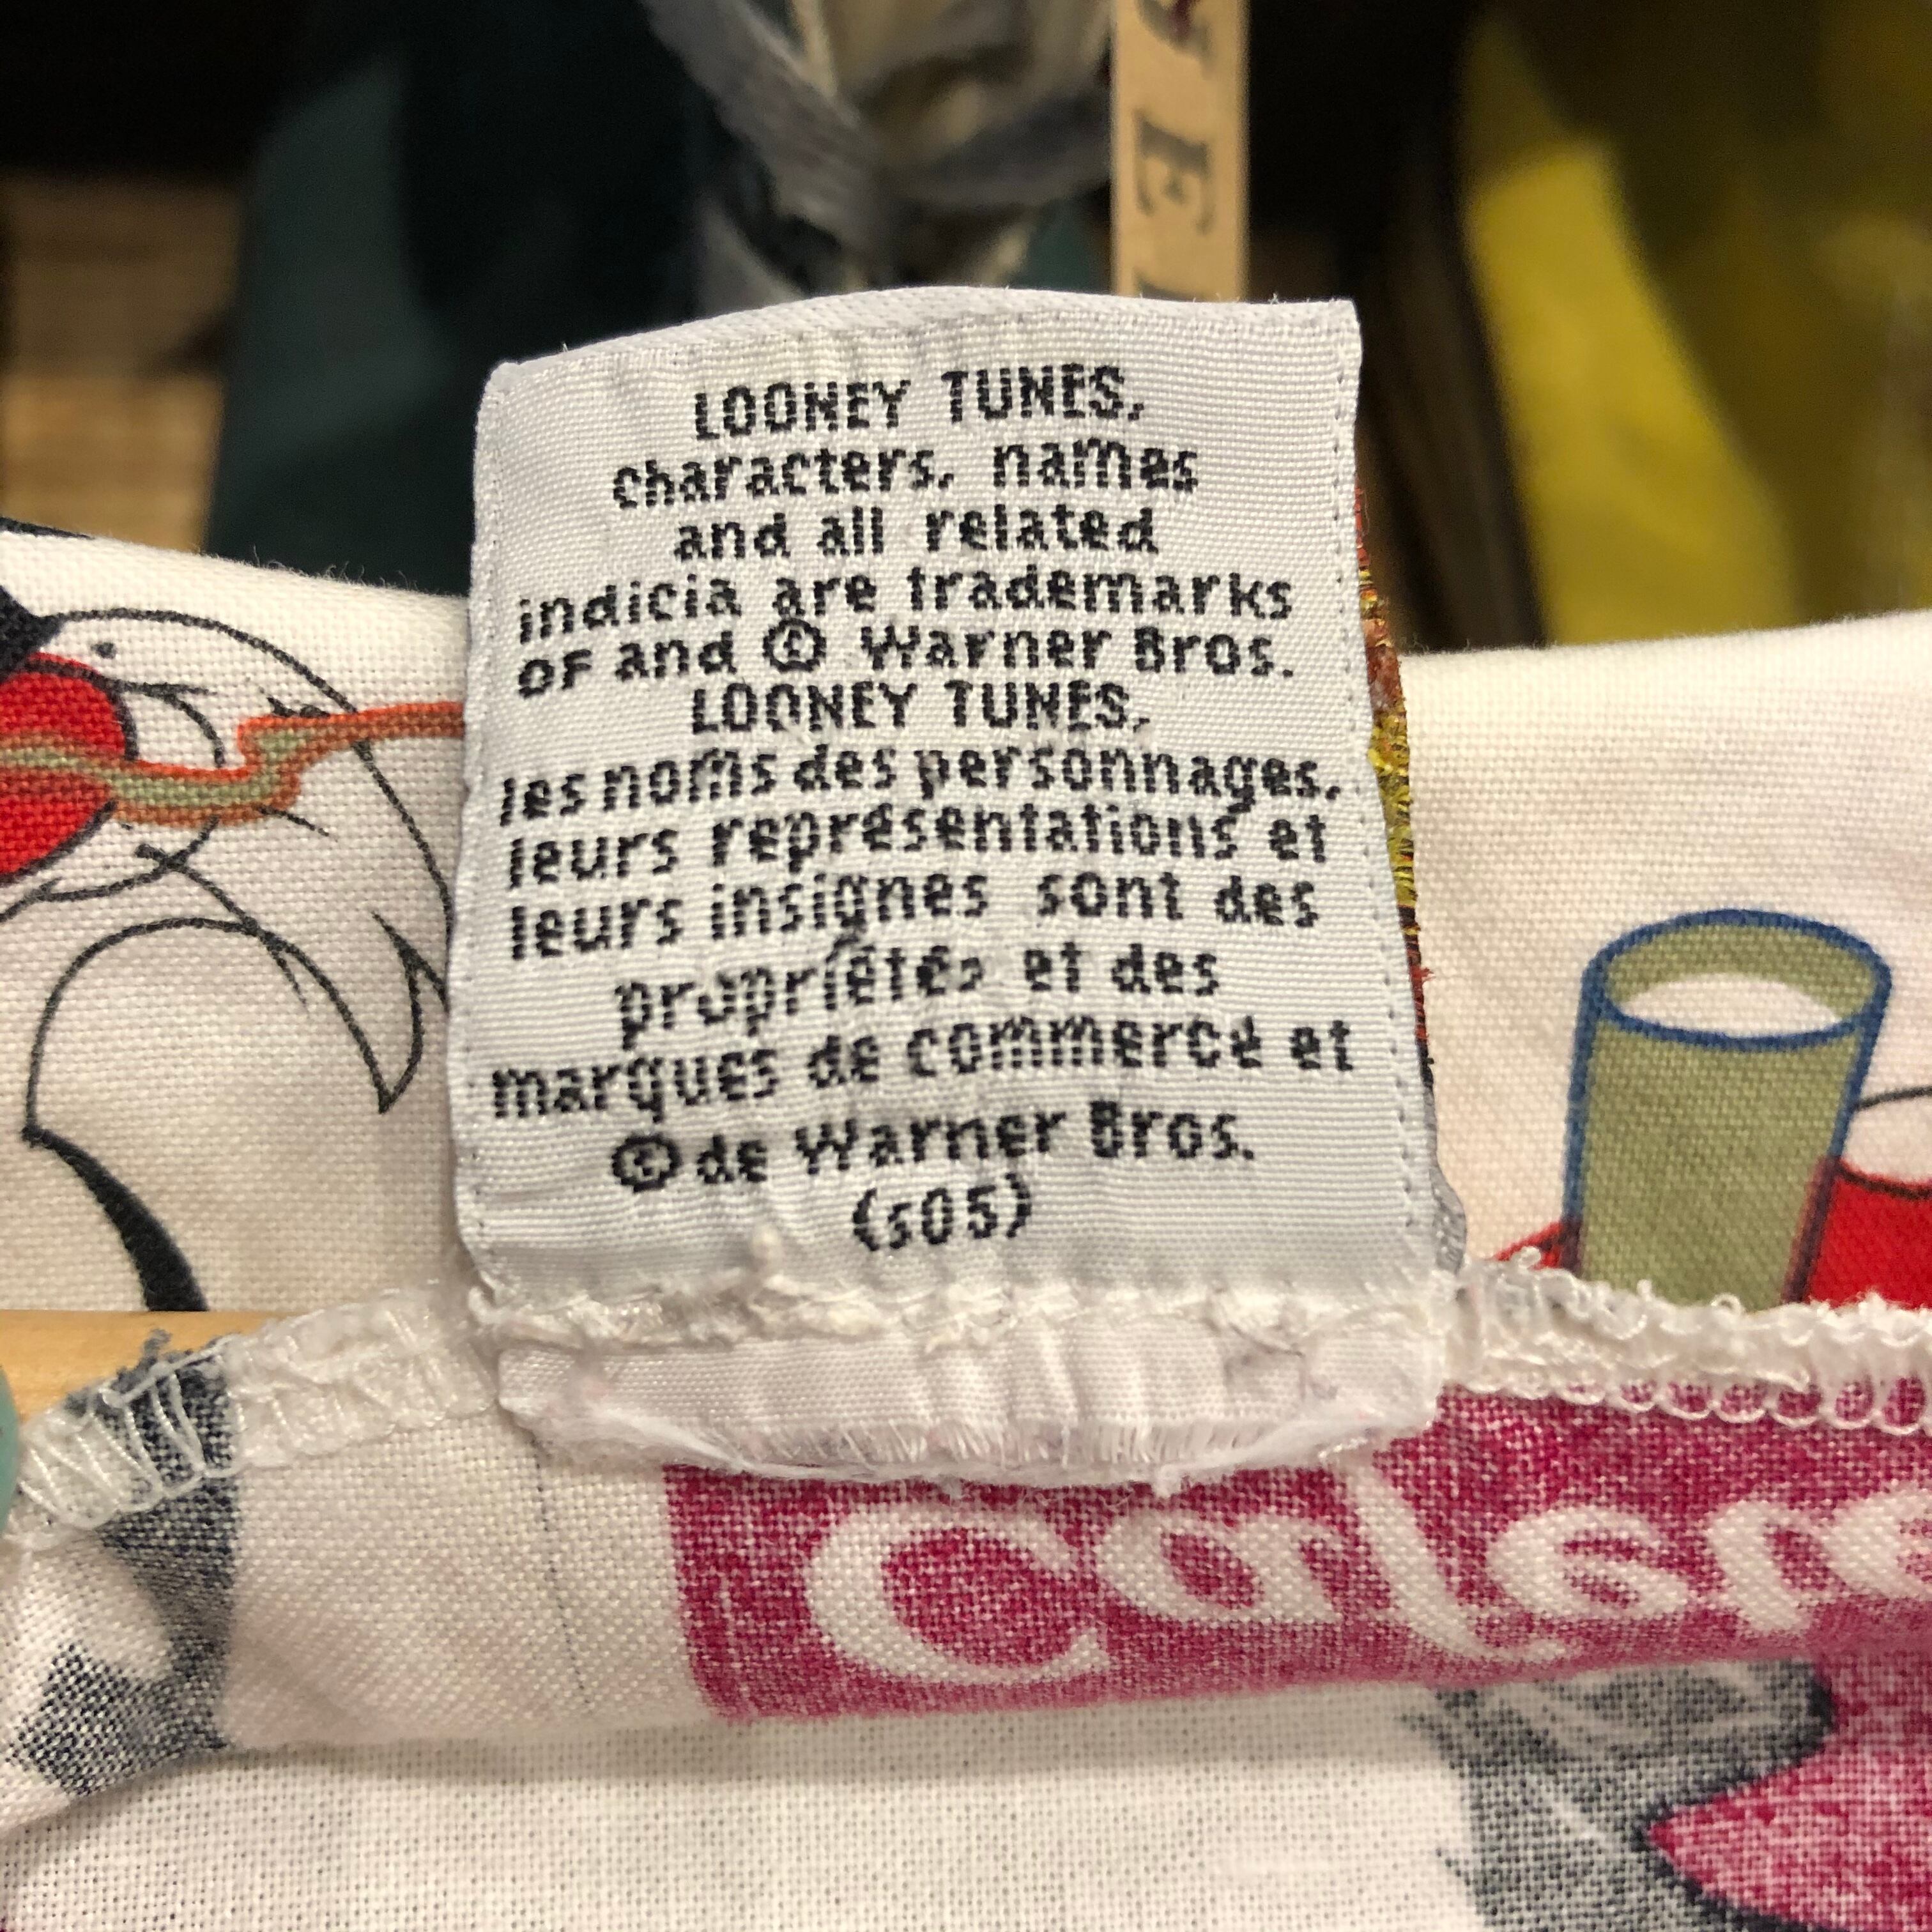 E
LOONEY TUNES,
characters, names
and all related
indicia are trademarks
OF and © Warner Bros.
LOONEY TUNES,
les noms des personnages,
leurs représentations et
leurs insignes sont des
propriétés et des
marques de commerce et
© de Warner Bros.
(s05)